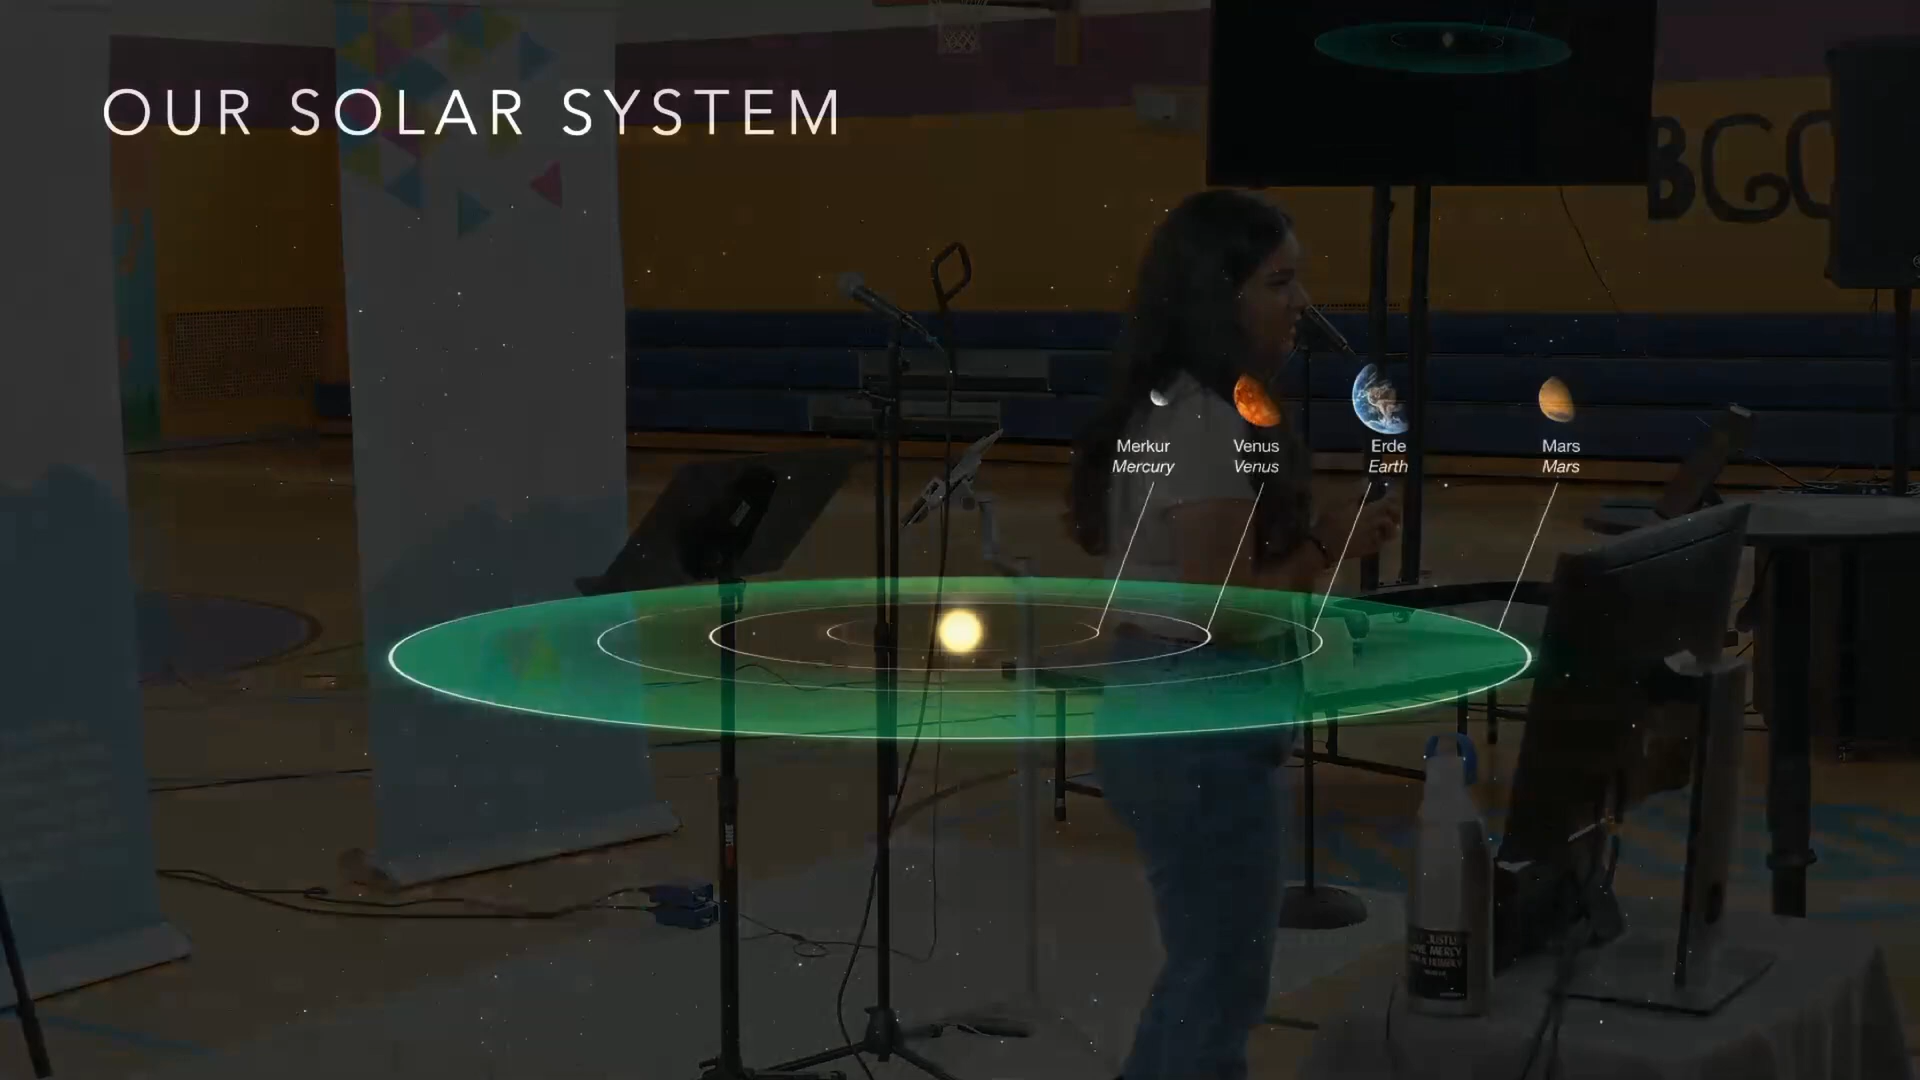 OUR SOLAR SYSTEM
BGC
Merkur
Mercury
Venus
Venus
Erde
Earth
Mars
Mars